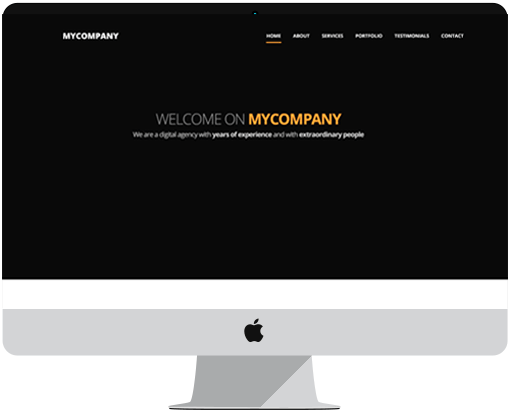 MYCOMPANY
HOME ABOUT SERVICES PORTFOLIO TESTIMONIALS CONTACT
WELCOME ON MYCOMPANY
We are a digital agency with years of experience and with extraordinary people